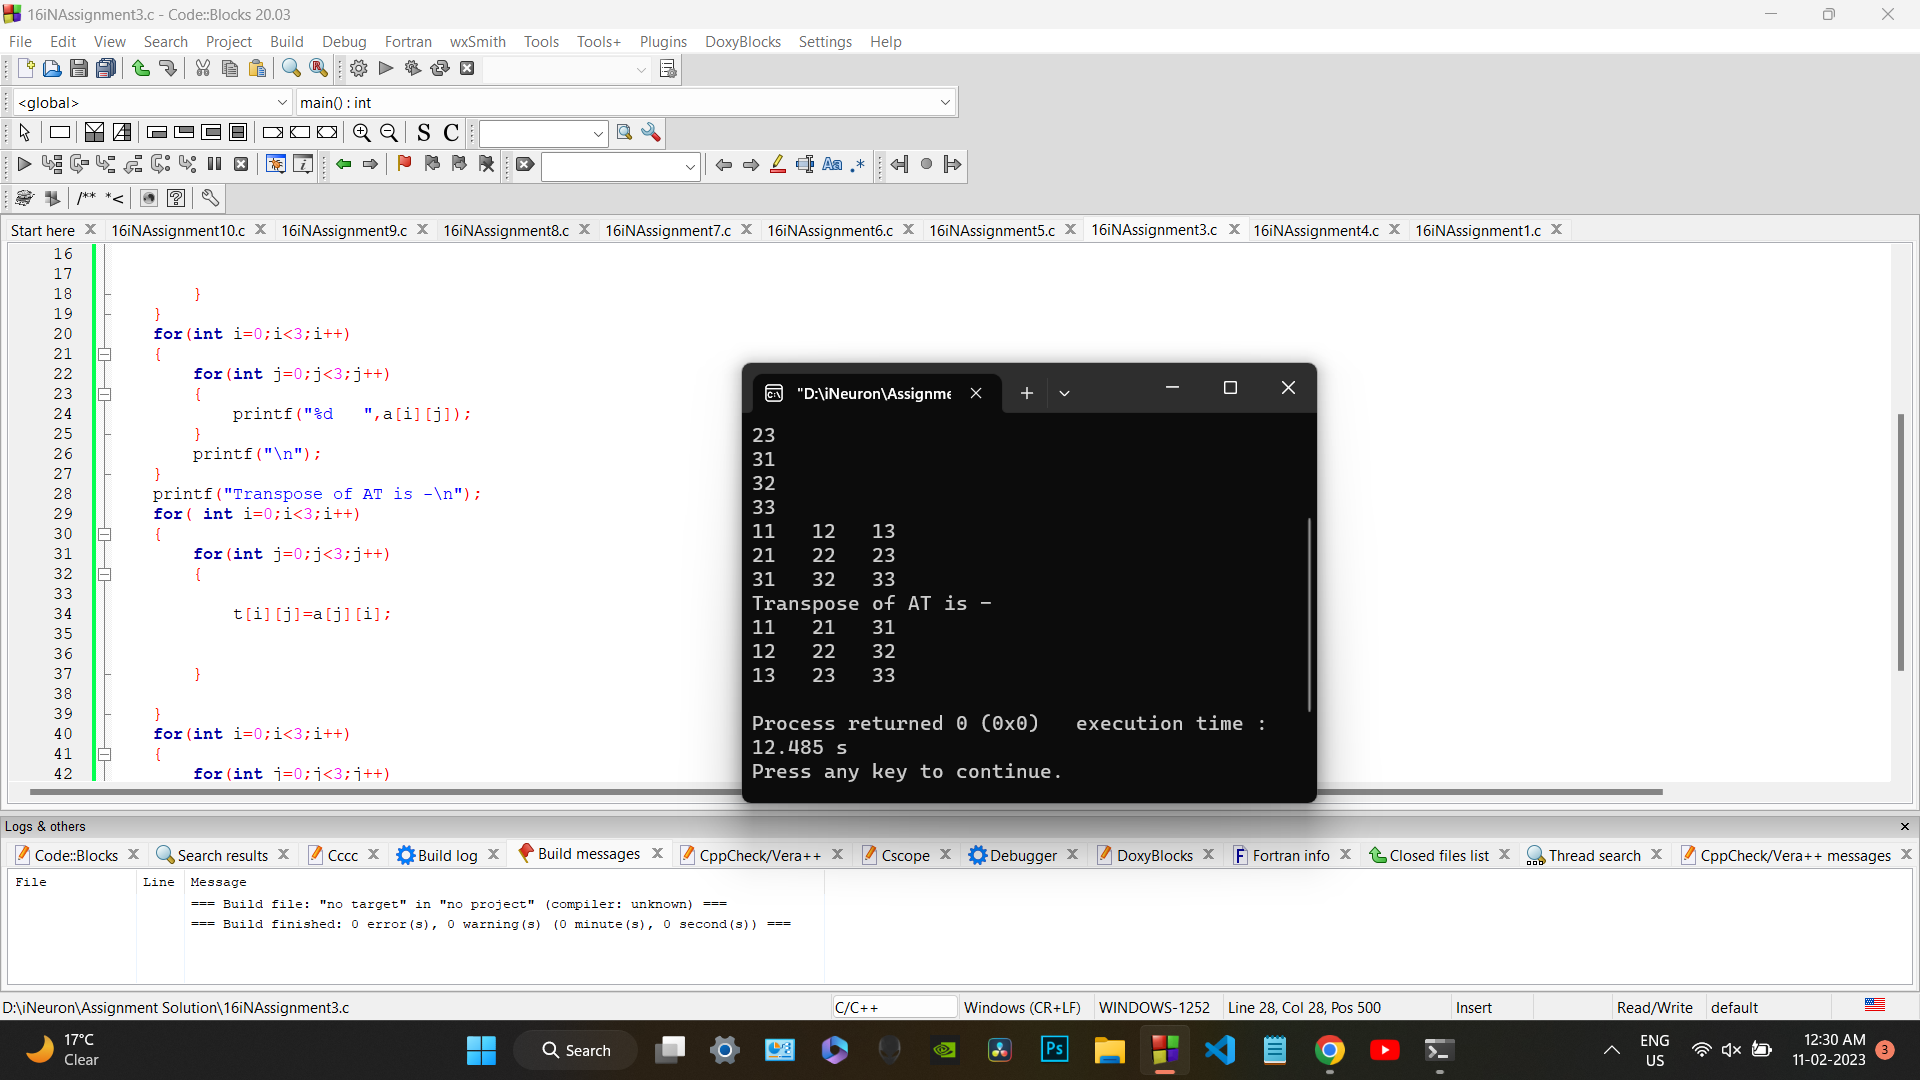 16iNAssignment3.c - Code::Blocks 20.03
File Edit View Search Project Build Debug Fortran wxSmith Tools Tools+ Plugins DoxyBlocks Settings Help
<global> main() : int
S C
/** *<
Start here 16iNAssignment10.c 16iNAssignment9.c 16iNAssignment8.c 16iNAssignment7.c 16iNAssignment6.c 16iNAssignment5.c 16iNAssignment3.c 16iNAssignment4.c 16iNAssignment1.c
16
17
18 }
19 }
20 for(int i=0;i<3;i++)
21 {
22 for(int j=0;j<3;j++)
23 {
24 printf("%d   ",a[i][j]);
25 }
26 printf("\n");
27 }
28 printf("Transpose of AT is -\n");
29 for( int i=0;i<3;i++)
30 {
31 for(int j=0;j<3;j++)
32 {
33
34 t[i][j]=a[j][i];
35
36
37 }
38
39 }
40 for(int i=0;i<3;i++)
41 {
42 for(int j=0;j<3;j++)
"D:\iNeuron\Assignme
23
31
32
33
11 12 13
21 22 23
31 32 33
Transpose of AT is -
11 21 31
12 22 32
13 23 33
Process returned 0 (0x0)   execution time :
12.485 s
Press any key to continue.
Logs & others
Code::Blocks Search results Cccc Build log Build messages CppCheck/Vera++ Cscope Debugger DoxyBlocks Fortran info Closed files list Thread search CppCheck/Vera++ messages
File Line Message
=== Build file: "no target" in "no project" (compiler: unknown) ===
=== Build finished: 0 error(s), 0 warning(s) (0 minute(s), 0 second(s)) ===
D:\iNeuron\Assignment Solution\16iNAssignment3.c C/C++ Windows (CR+LF) WINDOWS-1252 Line 28, Col 28, Pos 500 Insert Read/Write default
17°C
Clear
Search
Ps
ENG
US
12:30 AM
11-02-2023
3